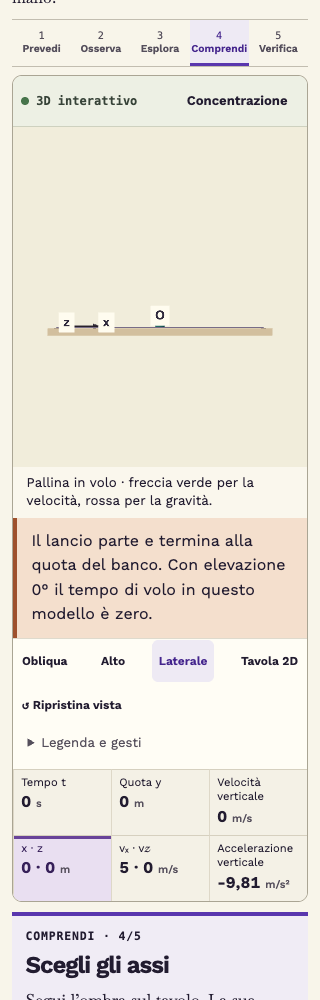 1 2 3 4 5
Prevedi Osserva Esplora Comprendi Verifica
3D interattivo Concentrazione
O
z x
Pallina in volo · freccia verde per la
velocità, rossa per la gravità.
Il lancio parte e termina alla
quota del banco. Con elevazione
0° il tempo di volo in questo
modello è zero.
Obliqua Alto Laterale Tavola 2D
↺ Ripristina vista
▶ Legenda e gesti
Tempo t
0 s
Quota y
0 m
Velocità
verticale
0 m/s
x · z
0 · 0 m
vₓ · vz
5 · 0 m/s
Accelerazione
verticale
-9,81 m/s²
COMPRENDI · 4/5
Scegli gli assi